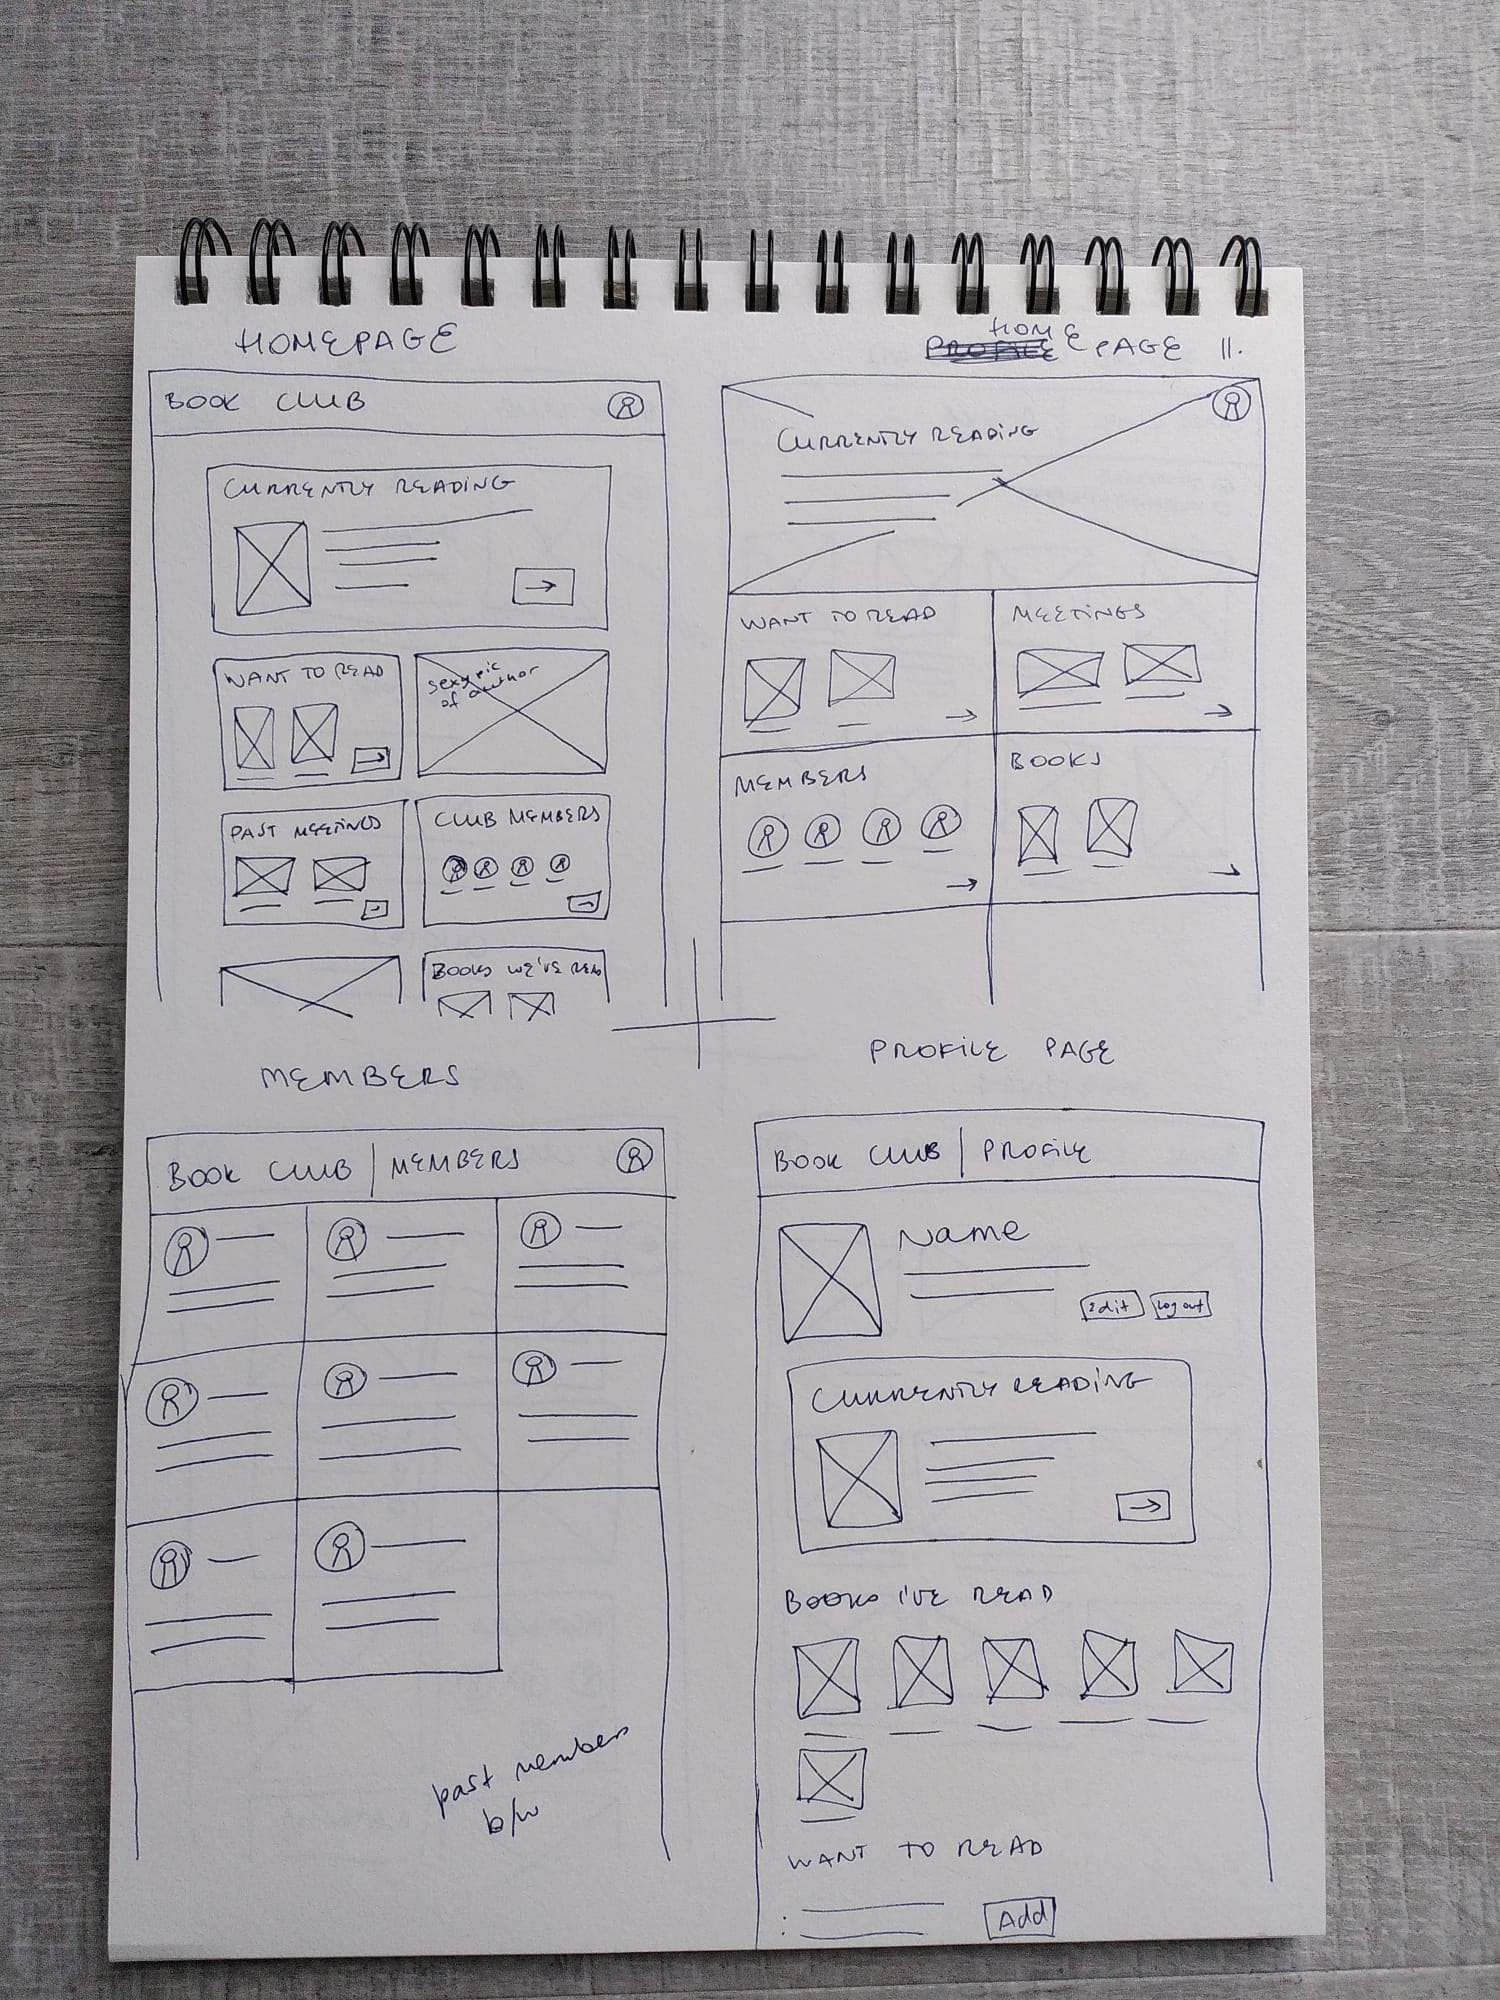 HOMEPAGE
BOOK CLUB
CURRENTLY READING
WANT TO READ
sexy pic
of author
PAST MEETINGS
CLUB MEMBERS
BOOKS WE'VE READ
HOME
PROFILE PAGE II.
CURRENTLY READING
WANT TO READ
MEETINGS
MEMBERS
BOOKS
MEMBERS
BOOK CLUB | MEMBERS
past members
b/w
PROFILE PAGE
BOOK CLUB | PROFILE
Name
Edit
Log out
CURRENTLY READING
BOOKS I'VE READ
WANT TO READ
Add